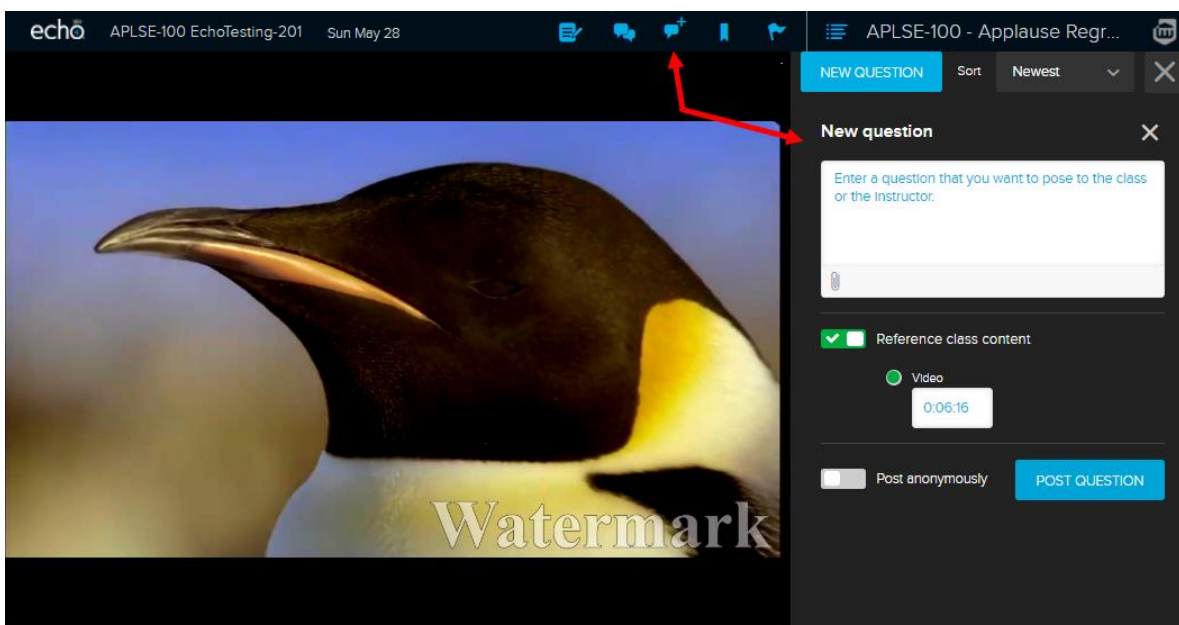 echo APLSE-100 EchoTesting-201 Sun May 28
APLSE-100 - Applause Regr...
NEW QUESTION Sort Newest
New question
Enter a question that you want to pose to the class
or the instructor.
Reference class content
Video
0:06:16
Post anonymously POST QUESTION
Watermark